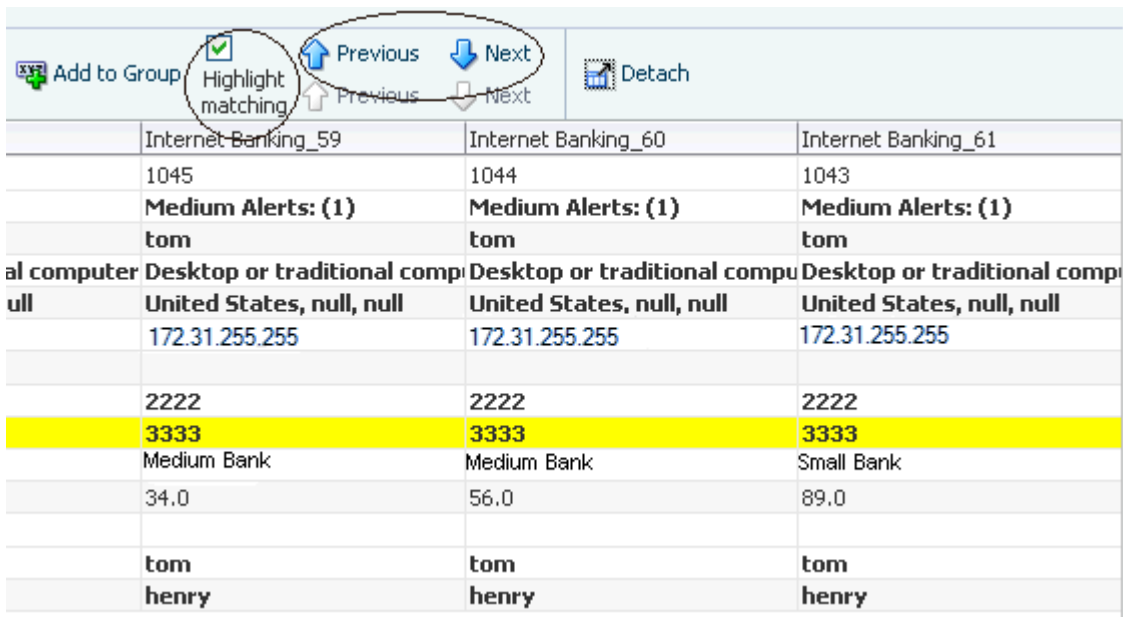 Add to Group Highlight matching Previous Next Detach
Previous Next
Internet Banking_59 Internet Banking_60 Internet Banking_61
1045 1044 1043
Medium Alerts: (1) Medium Alerts: (1) Medium Alerts: (1)
tom tom tom
al computer Desktop or traditional compu Desktop or traditional compu Desktop or traditional compu
ull United States, null, null United States, null, null United States, null, null
172.31.255.255 172.31.255.255 172.31.255.255
2222 2222 2222
3333 3333 3333
Medium Bank Medium Bank Small Bank
34.0 56.0 89.0
tom tom tom
henry henry henry